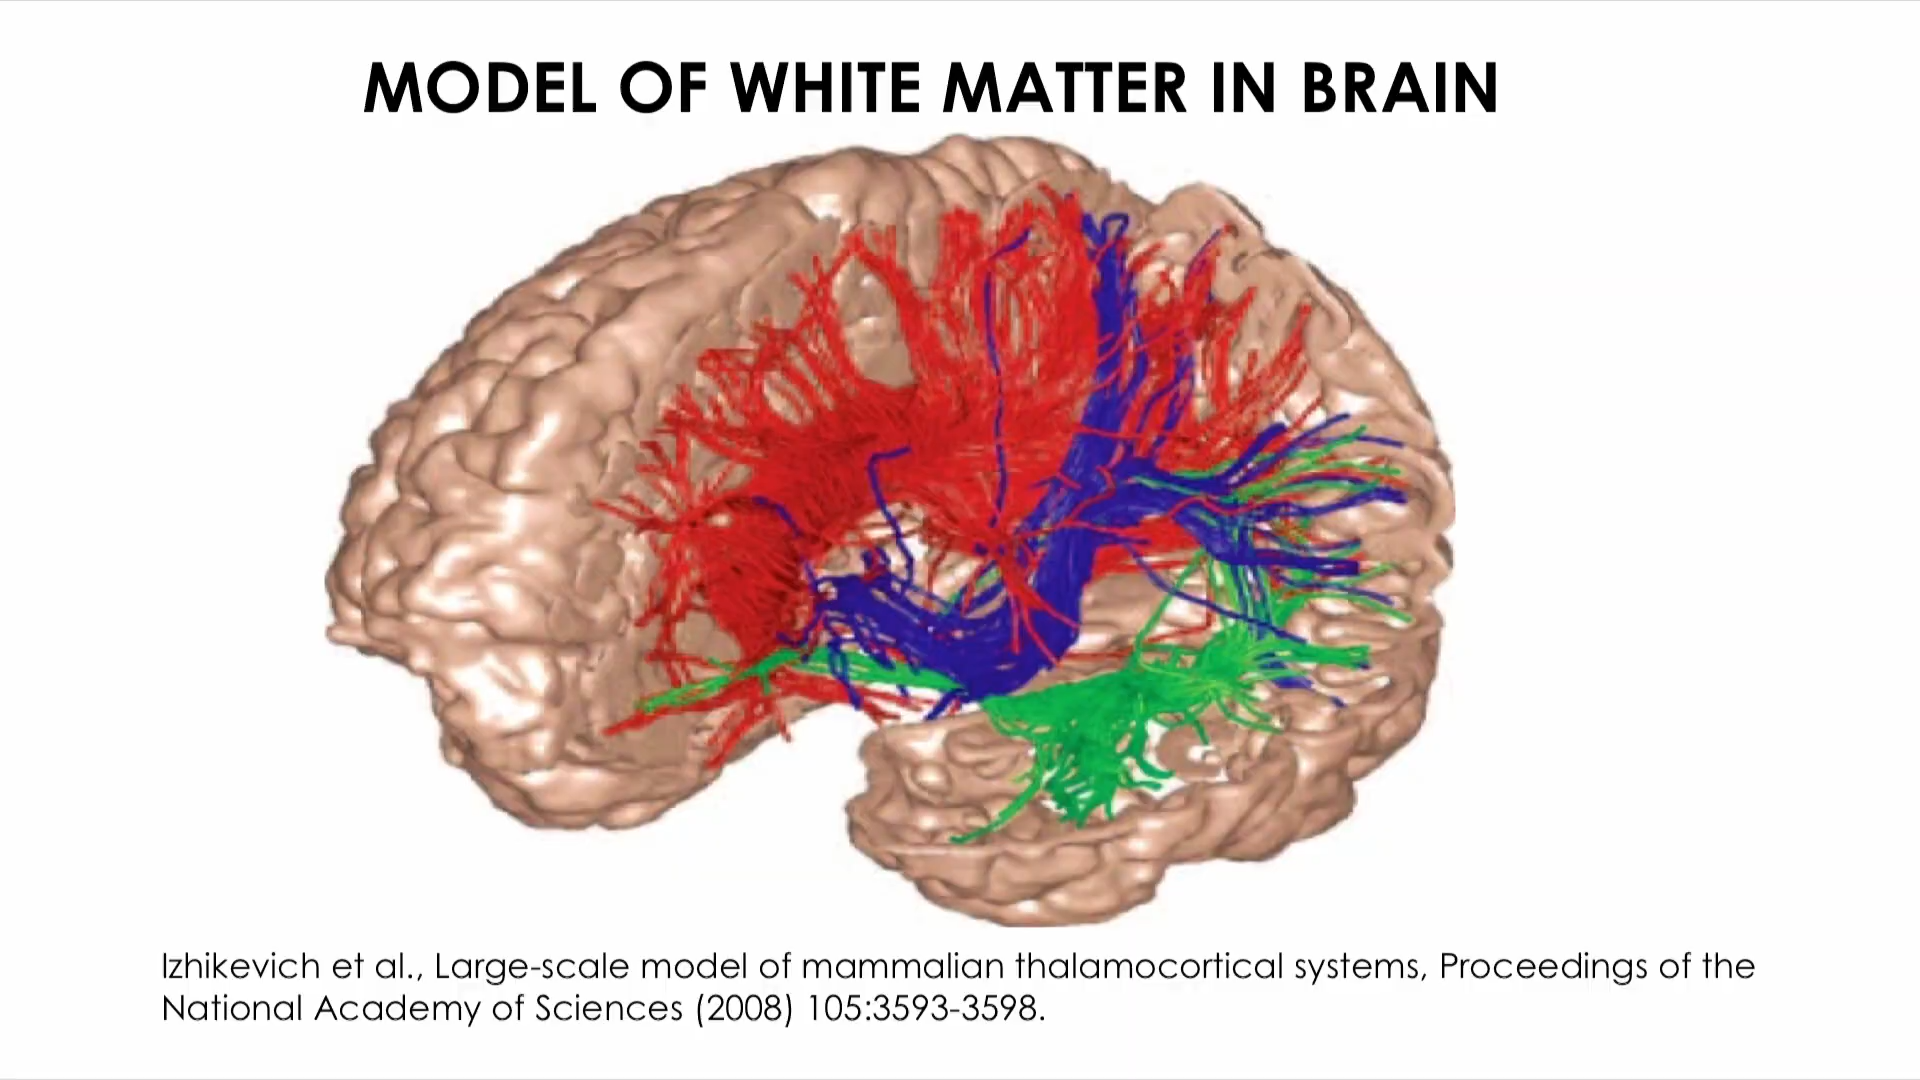 MODEL OF WHITE MATTER IN BRAIN
Izhikevich et al., Large-scale model of mammalian thalamocortical systems, Proceedings of the
National Academy of Sciences (2008) 105:3593-3598.